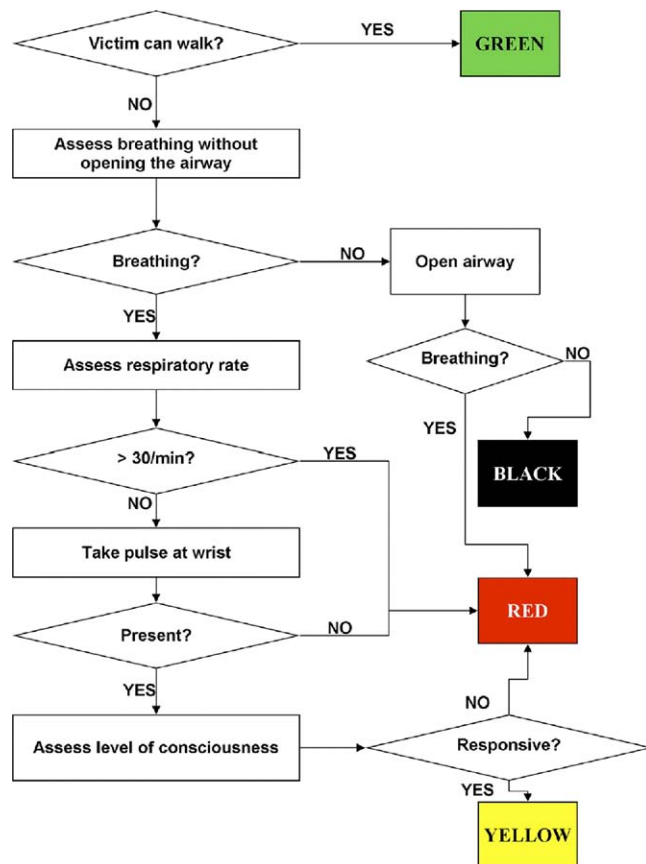 Victim can walk?
YES
GREEN
NO
Assess breathing without
opening the airway
Breathing?
NO
Open airway
YES
Breathing?
NO
Assess respiratory rate
YES
> 30/min?
YES
BLACK
NO
Take pulse at wrist
RED
Present?
NO
YES
NO
Assess level of consciousness
Responsive?
YES
YELLOW